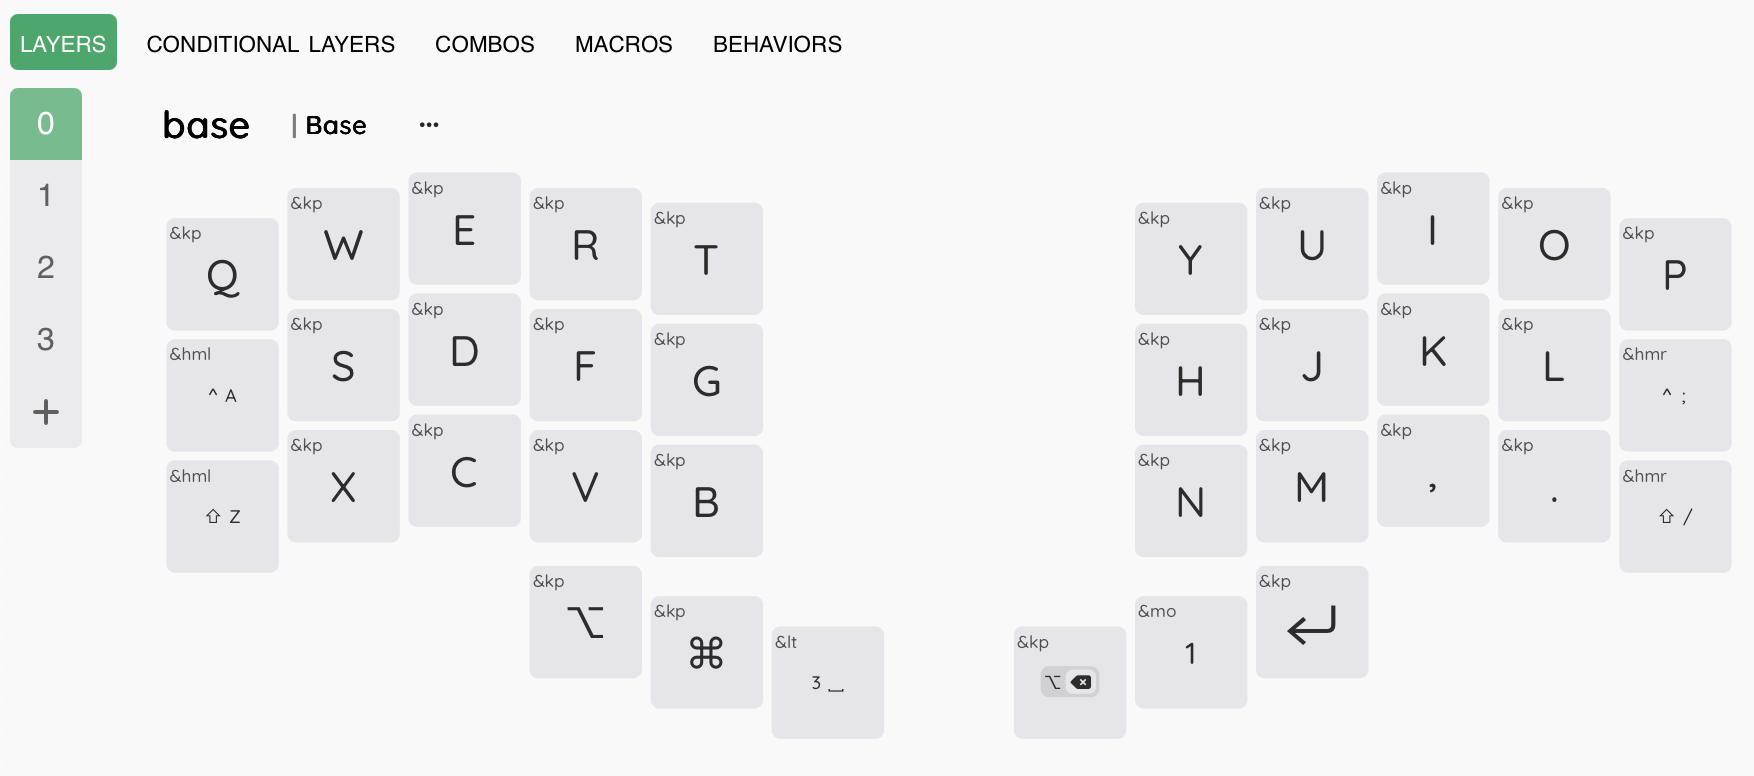 LAYERS CONDITIONAL LAYERS COMBOS MACROS BEHAVIORS
0
1
2
3
+
base | Base ...
&kp Q &kp W &kp E &kp R &kp T &kp Y &kp U &kp I &kp O &kp P
&hml ^ A &kp S &kp D &kp F &kp G &kp H &kp J &kp K &kp L &hmr ^ ;
&hml ⇧ Z &kp X &kp C &kp V &kp B &kp N &kp M &kp , &kp . &hmr ⇧ /
&kp ⌥ &kp ⌘ &lt 3 ⎵ &kp ⌥ ⌫ &mo 1 &kp ↵